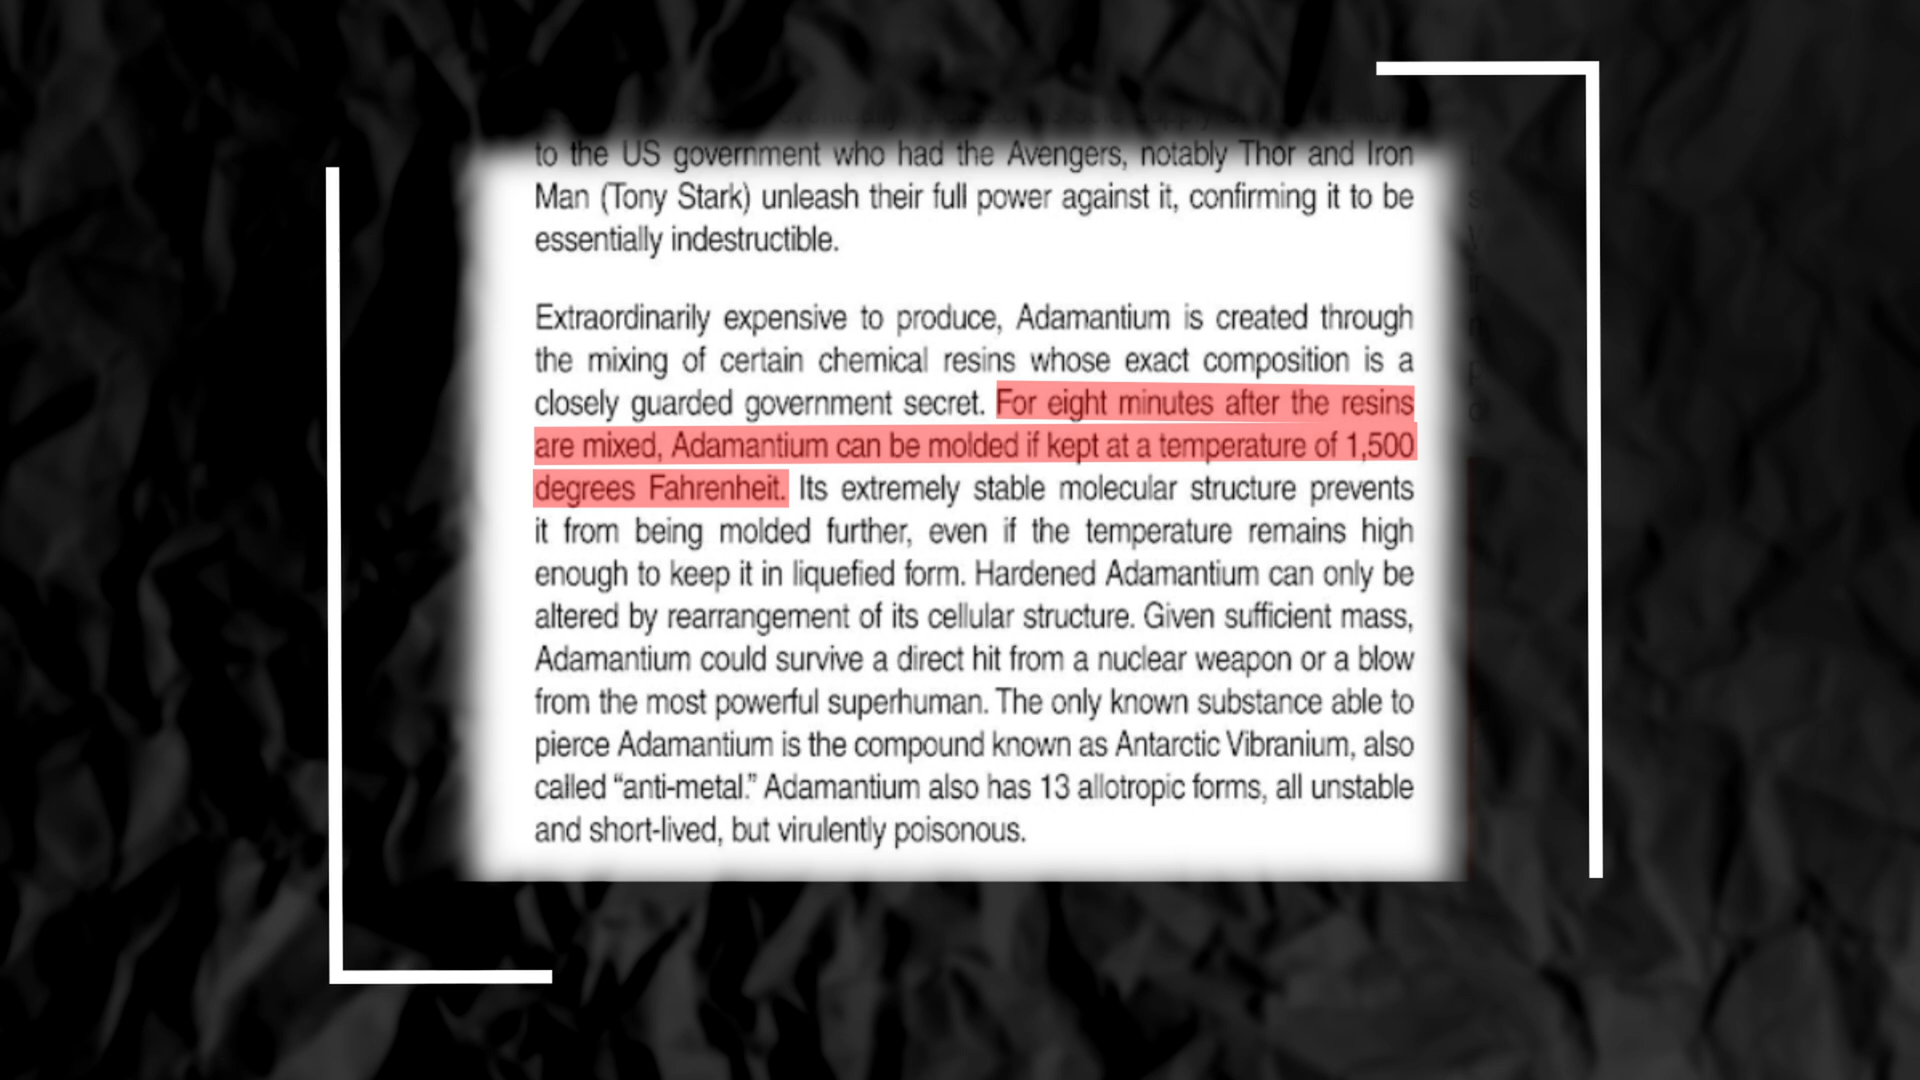 to the US government who had the Avengers, notably Thor and Iron
Man (Tony Stark) unleash their full power against it, confirming it to be
essentially indestructible.
Extraordinarily expensive to produce, Adamantium is created through
the mixing of certain chemical resins whose exact composition is a
closely guarded government secret. For eight minutes after the resins
are mixed, Adamantium can be molded if kept at a temperature of 1,500
degrees Fahrenheit. Its extremely stable molecular structure prevents
it from being molded further, even if the temperature remains high
enough to keep it in liquefied form. Hardened Adamantium can only be
altered by rearrangement of its cellular structure. Given sufficient mass,
Adamantium could survive a direct hit from a nuclear weapon or a blow
from the most powerful superhuman. The only known substance able to
pierce Adamantium is the compound known as Antarctic Vibranium, also
called “anti-metal.” Adamantium also has 13 allotropic forms, all unstable
and short-lived, but virulently poisonous.